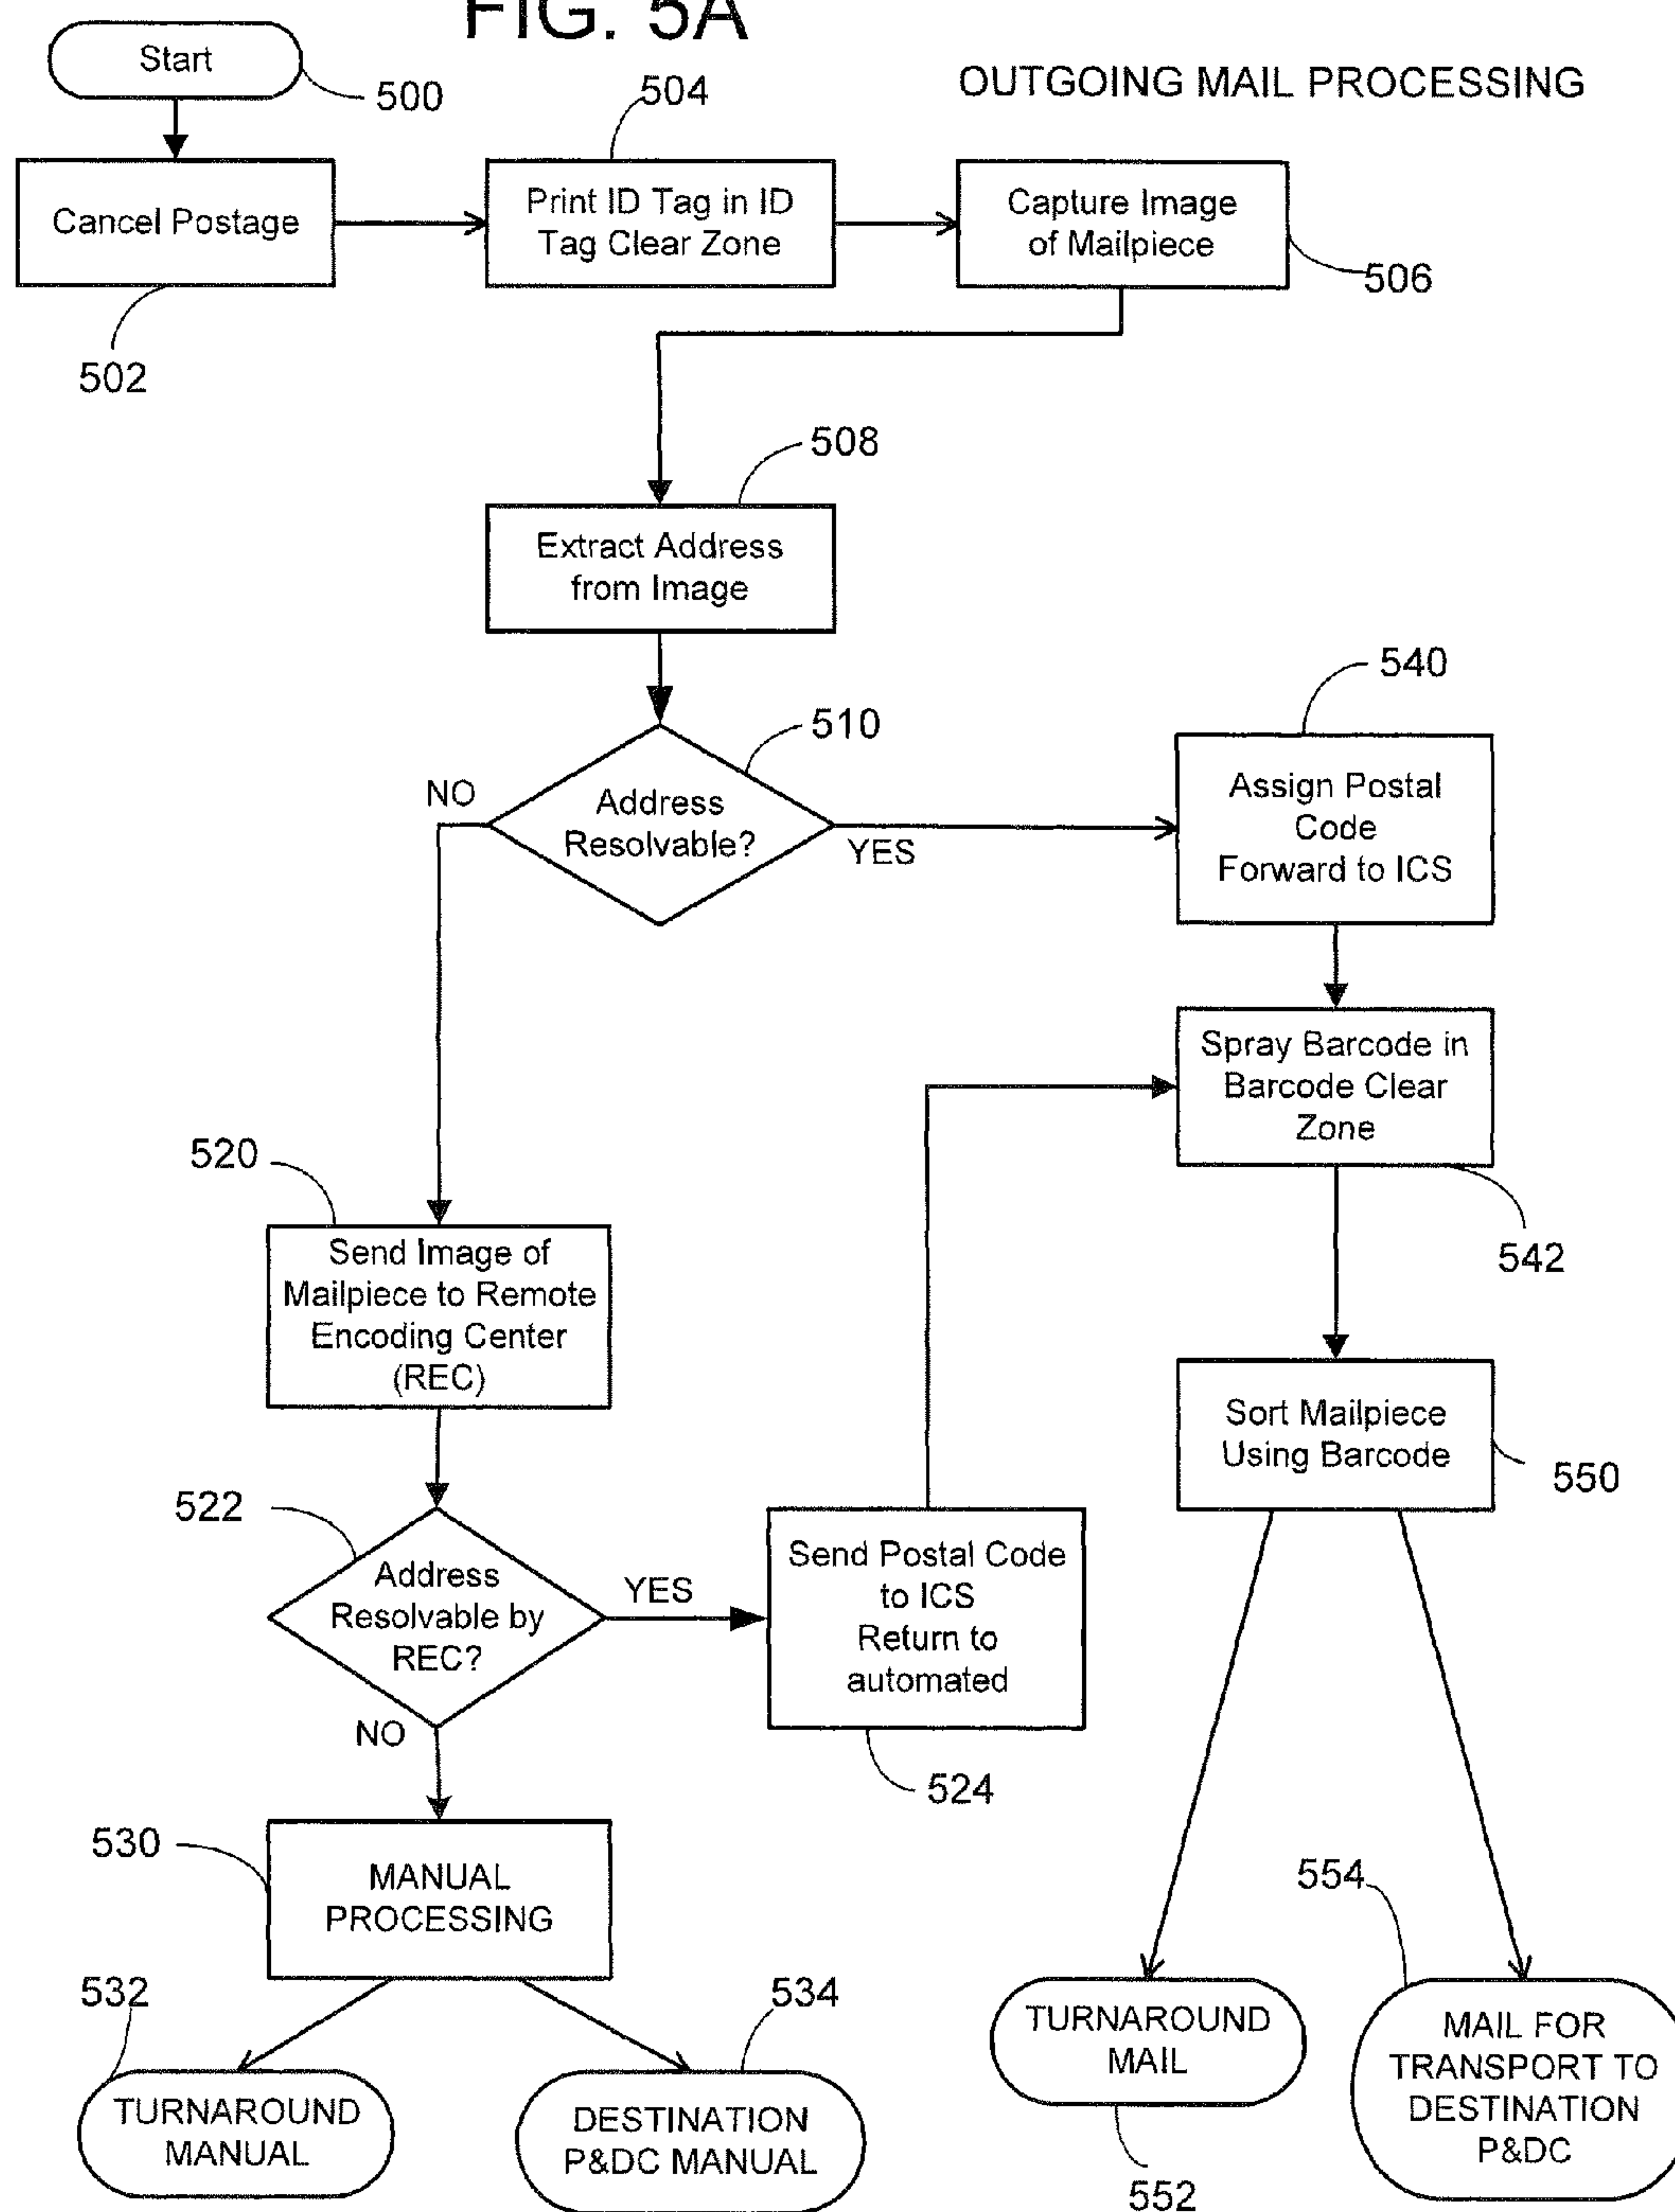 FIG. 5A
OUTGOING MAIL PROCESSING
Start
500
Cancel Postage
502
504
Print ID Tag in ID
Tag Clear Zone
Capture Image
of Mailpiece
506
508
Extract Address
from Image
510
Address
Resolvable?
NO
YES
540
Assign Postal
Code
Forward to ICS
Spray Barcode in
Barcode Clear
Zone
542
520
Send Image of
Mailpiece to Remote
Encoding Center
(REC)
522
Address
Resolvable by
REC?
YES
NO
Send Postal Code
to ICS
Return to
automated
524
Sort Mailpiece
Using Barcode
550
530
MANUAL
PROCESSING
532
TURNAROUND
MANUAL
534
DESTINATION
P&DC MANUAL
TURNAROUND
MAIL
552
554
MAIL FOR
TRANSPORT TO
DESTINATION
P&DC